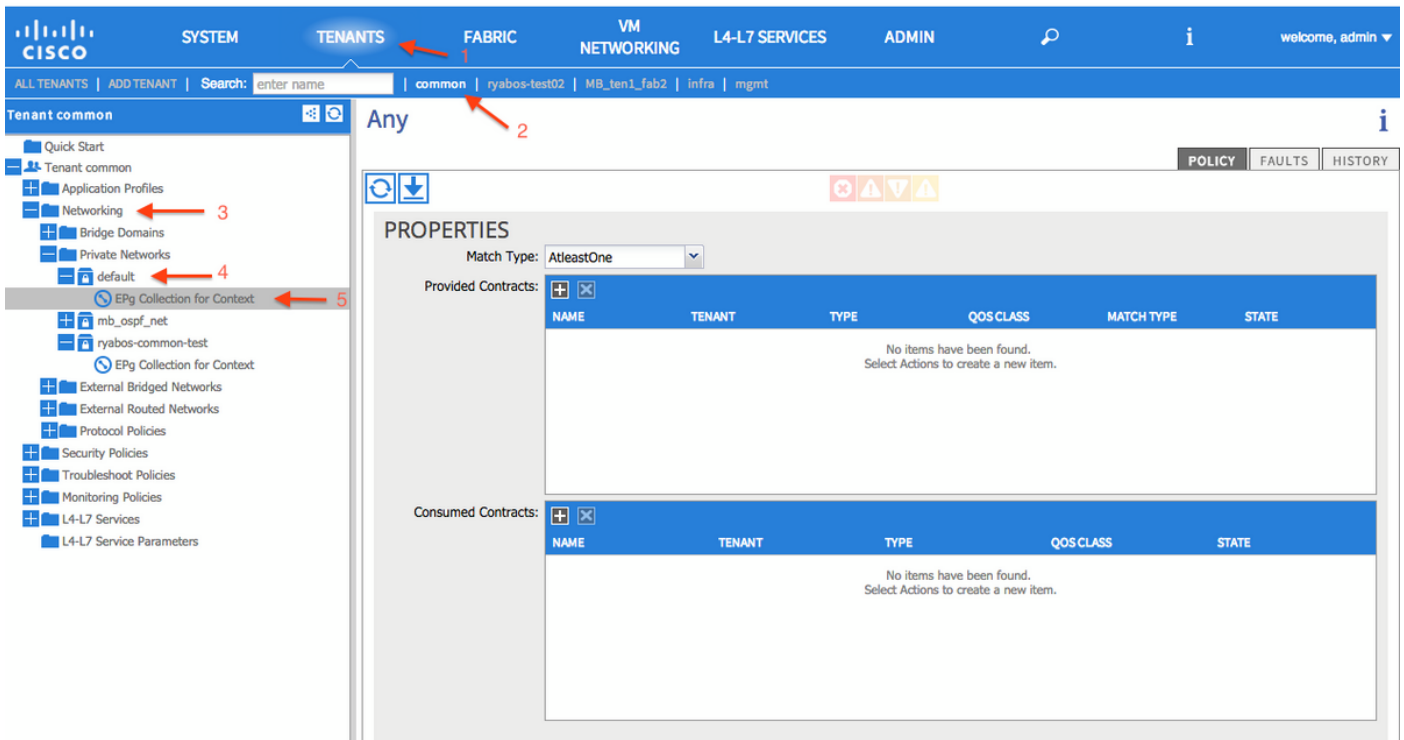 CISCO
SYSTEM
TENANTS
FABRIC
VM
NETWORKING
L4-L7 SERVICES
ADMIN
i
welcome, admin
1
ALL TENANTS | ADD TENANT | Search: enter name | common | ryabos-test02 | MB_ten1_fab2 | infra | mgmt
2
Tenant common
Quick Start
Tenant common
Application Profiles
Networking 3
Bridge Domains
Private Networks
default 4
EPg Collection for Context 5
mb_ospf_net
ryabos-common-test
EPg Collection for Context
External Bridged Networks
External Routed Networks
Protocol Policies
Security Policies
Troubleshoot Policies
Monitoring Policies
L4-L7 Services
L4-L7 Service Parameters
Any
i
POLICY FAULTS HISTORY
PROPERTIES
Match Type: AtleastOne
Provided Contracts:
NAME TENANT TYPE QOS CLASS MATCH TYPE STATE
No items have been found.
Select Actions to create a new item.
Consumed Contracts:
NAME TENANT TYPE QOS CLASS STATE
No items have been found.
Select Actions to create a new item.